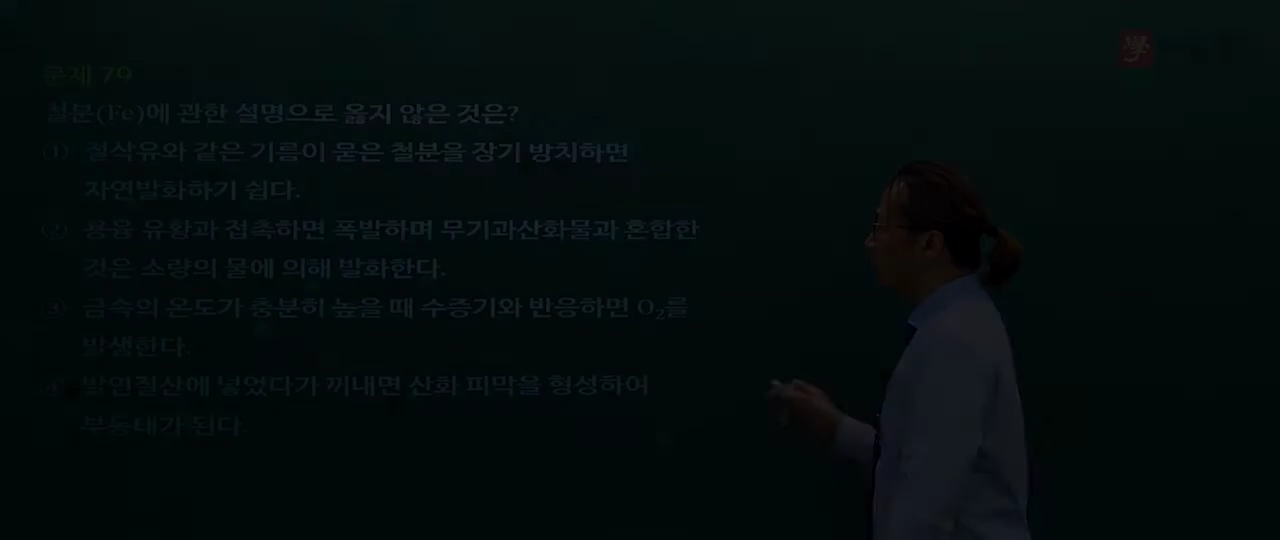 문제 79
철분(Fe)에 관한 설명으로 옳지 않은 것은?
① 절삭유와 같은 기름이 묻은 철분을 장기 방치하면
자연발화하기 쉽다.
② 용융 유황과 접촉하면 폭발하며 무기과산화물과 혼합한
것은 소량의 물에 의해 발화한다.
③ 금속의 온도가 충분히 높을 때 수증기와 반응하면 O₂를
발생한다.
④ 발연질산에 넣었다가 꺼내면 산화 피막을 형성하여
부동태가 된다.